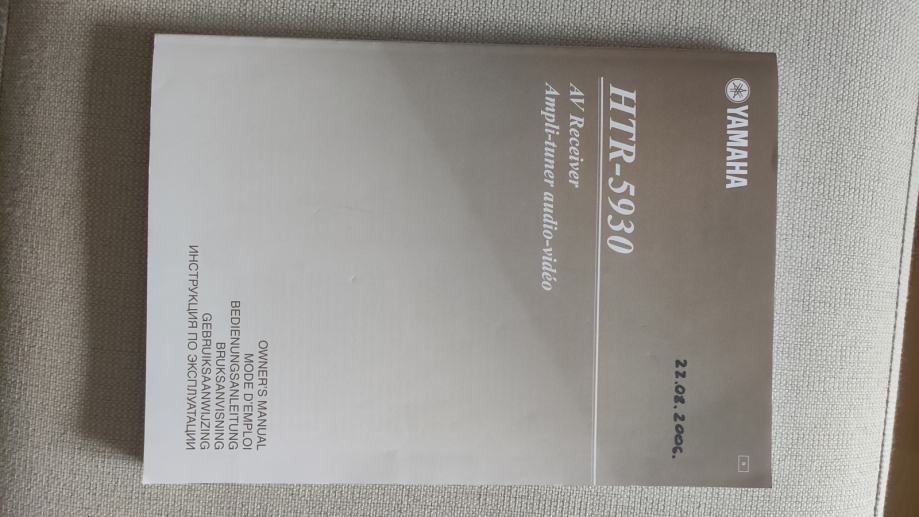 YAMAHA
HTR-5930
AV Receiver
Ampli-tuner audio-vidéo
22.08.2006.
OWNER'S MANUAL
MODE D'EMPLOI
BEDIENUNGSANLEITUNG
BRUKSANVISNING
GEBRUIKSAANWIJZING
ИНСТРУКЦИЯ ПО ЭКСПЛУАТАЦИИ